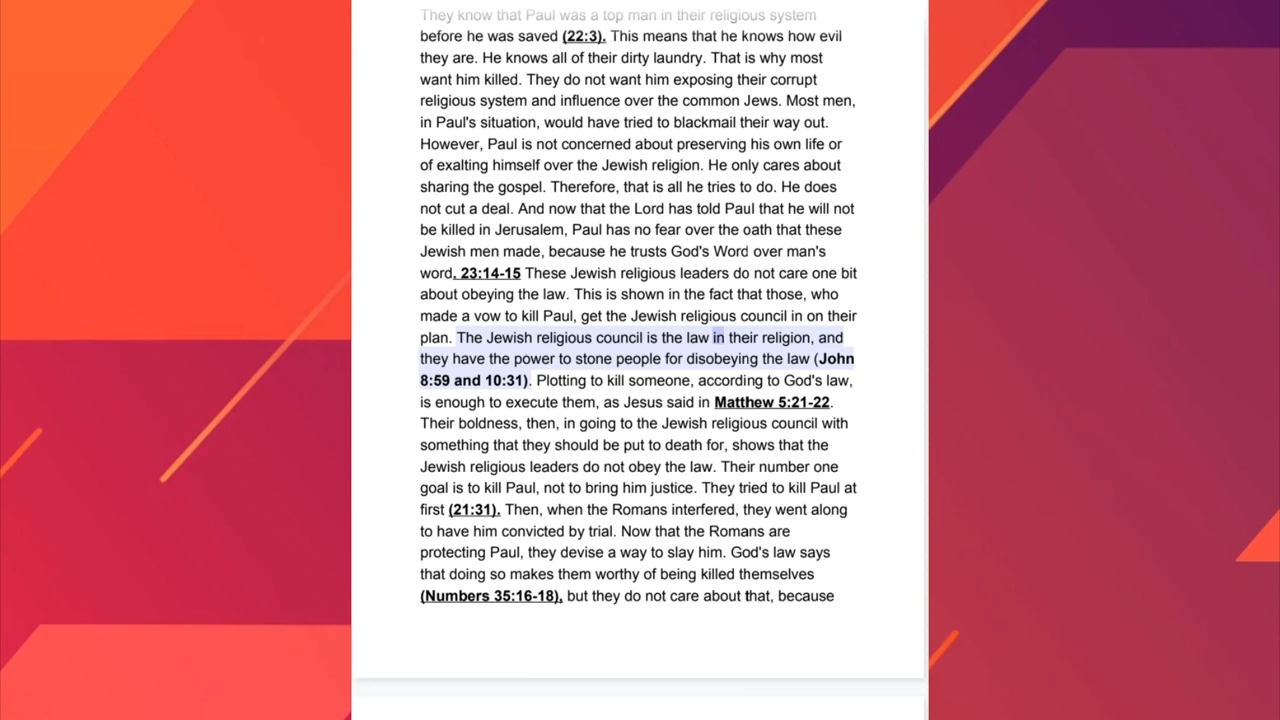 They know that Paul was a top man in their religious system
before he was saved (22:3). This means that he knows how evil
they are. He knows all of their dirty laundry. That is why most
want him killed. They do not want him exposing their corrupt
religious system and influence over the common Jews. Most men,
in Paul's situation, would have tried to blackmail their way out.
However, Paul is not concerned about preserving his own life or
of exalting himself over the Jewish religion. He only cares about
sharing the gospel. Therefore, that is all he tries to do. He does
not cut a deal. And now that the Lord has told Paul that he will not
be killed in Jerusalem, Paul has no fear over the oath that these
Jewish men made, because he trusts God's Word over man's
word. 23:14-15 These Jewish religious leaders do not care one bit
about obeying the law. This is shown in the fact that those, who
made a vow to kill Paul, get the Jewish religious council in on their
plan. The Jewish religious council is the law in their religion, and
they have the power to stone people for disobeying the law (John
8:59 and 10:31). Plotting to kill someone, according to God's law,
is enough to execute them, as Jesus said in Matthew 5:21-22.
Their boldness, then, in going to the Jewish religious council with
something that they should be put to death for, shows that the
Jewish religious leaders do not obey the law. Their number one
goal is to kill Paul, not to bring him justice. They tried to kill Paul at
first (21:31). Then, when the Romans interfered, they went along
to have him convicted by trial. Now that the Romans are
protecting Paul, they devise a way to slay him. God's law says
that doing so makes them worthy of being killed themselves
(Numbers 35:16-18), but they do not care about that, because